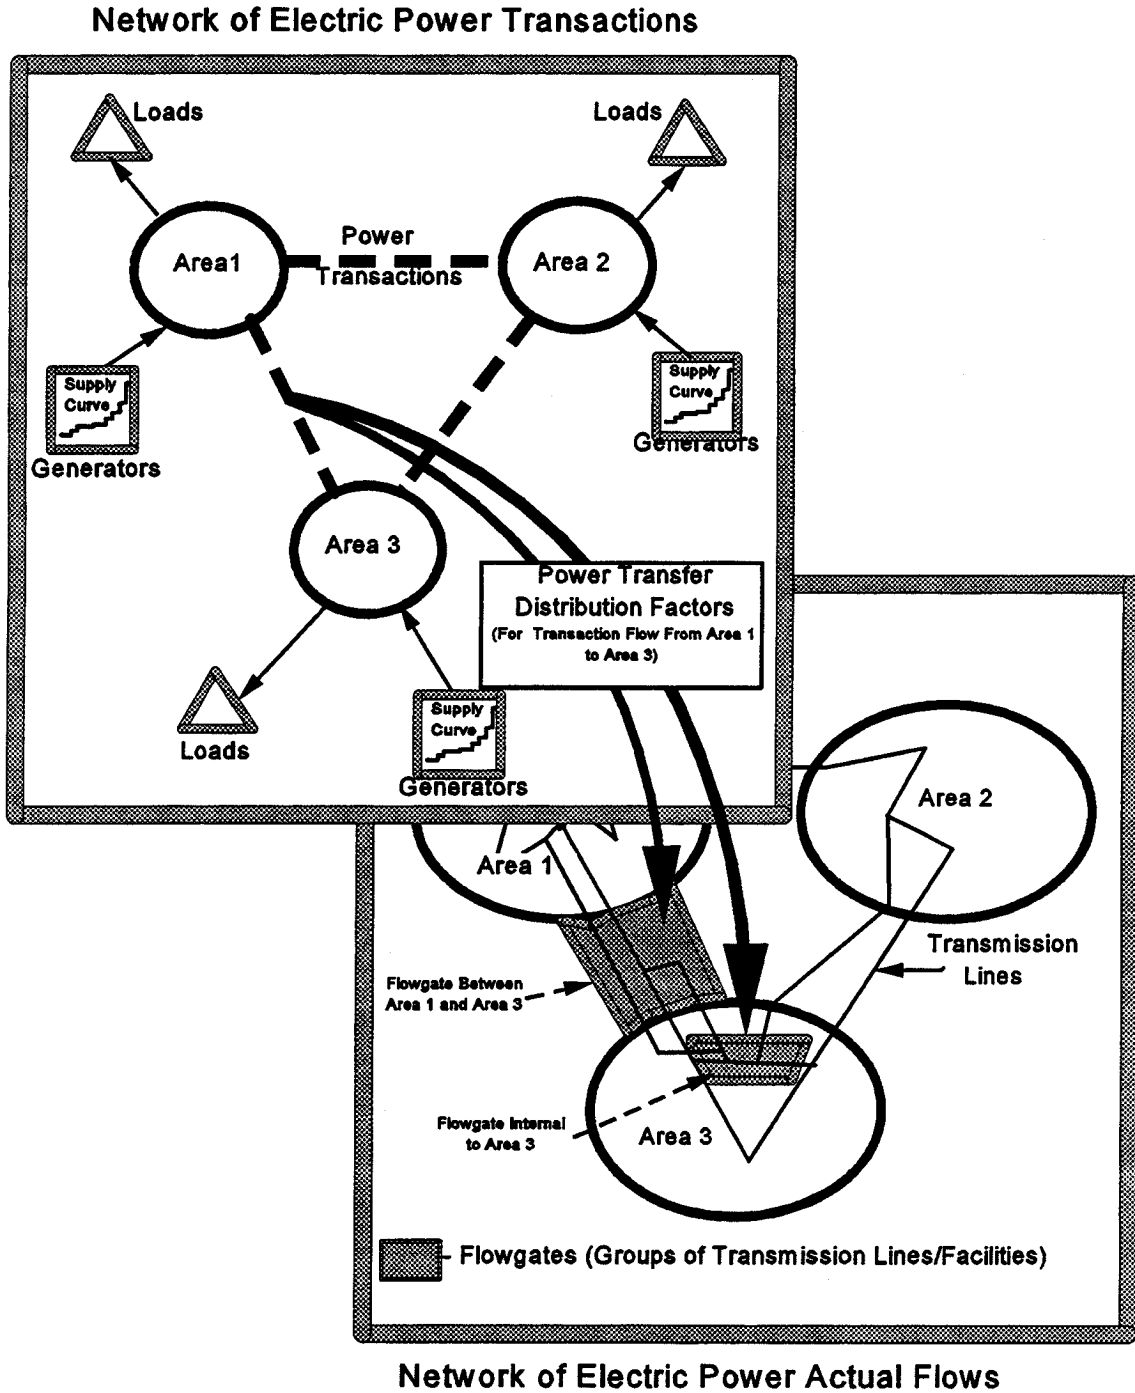 Network of Electric Power Transactions
Loads
Loads
Area1
Power
Transactions
Area 2
Supply
Curve
Generators
Supply
Curve
Generators
Area 3
Power Transfer
Distribution Factors
(For Transaction Flow From Area 1
to Area 3)
Loads
Supply
Curve
Generators
Area 2
Area 1
Transmission
Lines
Flowgate Between
Area 1 and Area 3
Flowgate Internal
to Area 3
Area 3
Flowgates (Groups of Transmission Lines/Facilities)
Network of Electric Power Actual Flows